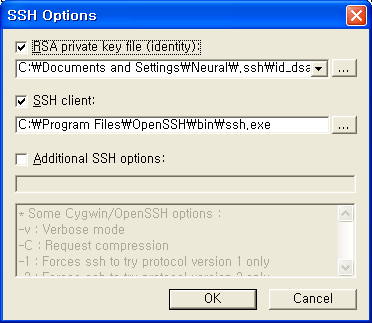 SSH Options
RSA private key file (identity):
C:₩Documents and Settings₩Neural₩.ssh₩id_dsa
...
SSH client:
C:₩Program Files₩OpenSSH₩bin₩ssh.exe
...
Additional SSH options:
* Some Cygwin/OpenSSH options :
-v : Verbose mode
-C : Request compression
-1 : Forces ssh to try protocol version 1 only
-2 : Forces ssh to try protocol version 2 only
OK
Cancel